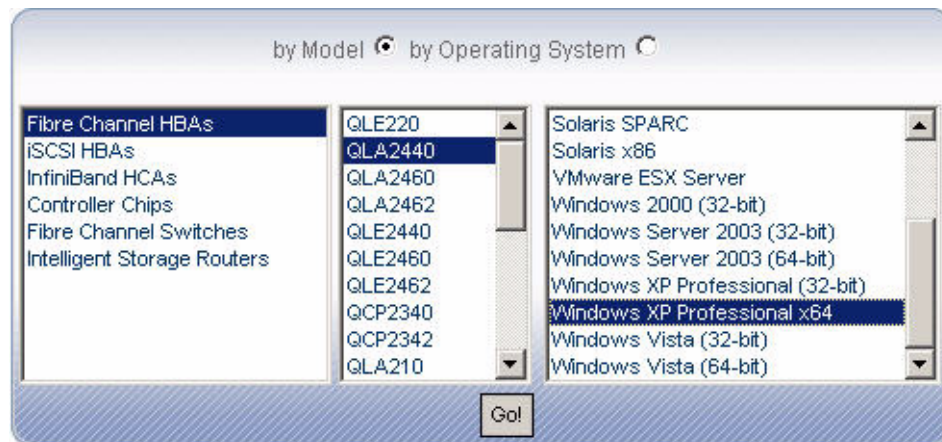 by Model by Operating System
Fibre Channel HBAs
iSCSI HBAs
InfiniBand HCAs
Controller Chips
Fibre Channel Switches
Intelligent Storage Routers
QLE220
QLA2440
QLA2460
QLA2462
QLE2440
QLE2460
QLE2462
QCP2340
QCP2342
QLA210
Solaris SPARC
Solaris x86
VMware ESX Server
Windows 2000 (32-bit)
Windows Server 2003 (32-bit)
Windows Server 2003 (64-bit)
Windows XP Professional (32-bit)
Windows XP Professional x64
Windows Vista (32-bit)
Windows Vista (64-bit)
Go!